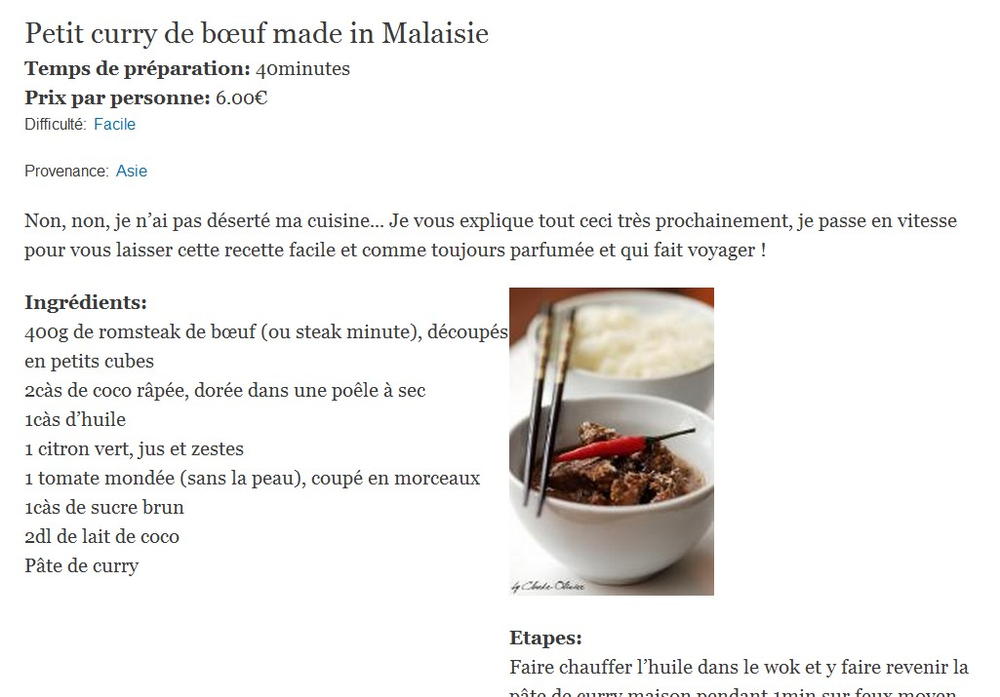 Petit curry de bœuf made in Malaisie
Temps de préparation: 40minutes
Prix par personne: 6.00€
Difficulté: Facile
Provenance: Asie
Non, non, je n’ai pas déserté ma cuisine... Je vous explique tout ceci très prochainement, je passe en vitesse
pour vous laisser cette recette facile et comme toujours parfumée et qui fait voyager !
Ingrédients:
400g de romsteak de bœuf (ou steak minute), découpés
en petits cubes
2càs de coco râpée, dorée dans une poêle à sec
1càs d’huile
1 citron vert, jus et zestes
1 tomate mondée (sans la peau), coupé en morceaux
1càs de sucre brun
2dl de lait de coco
Pâte de curry
by Claude-Olivier
Etapes:
Faire chauffer l’huile dans le wok et y faire revenir la
pâte de curry maison pendant 1min sur feux moyen